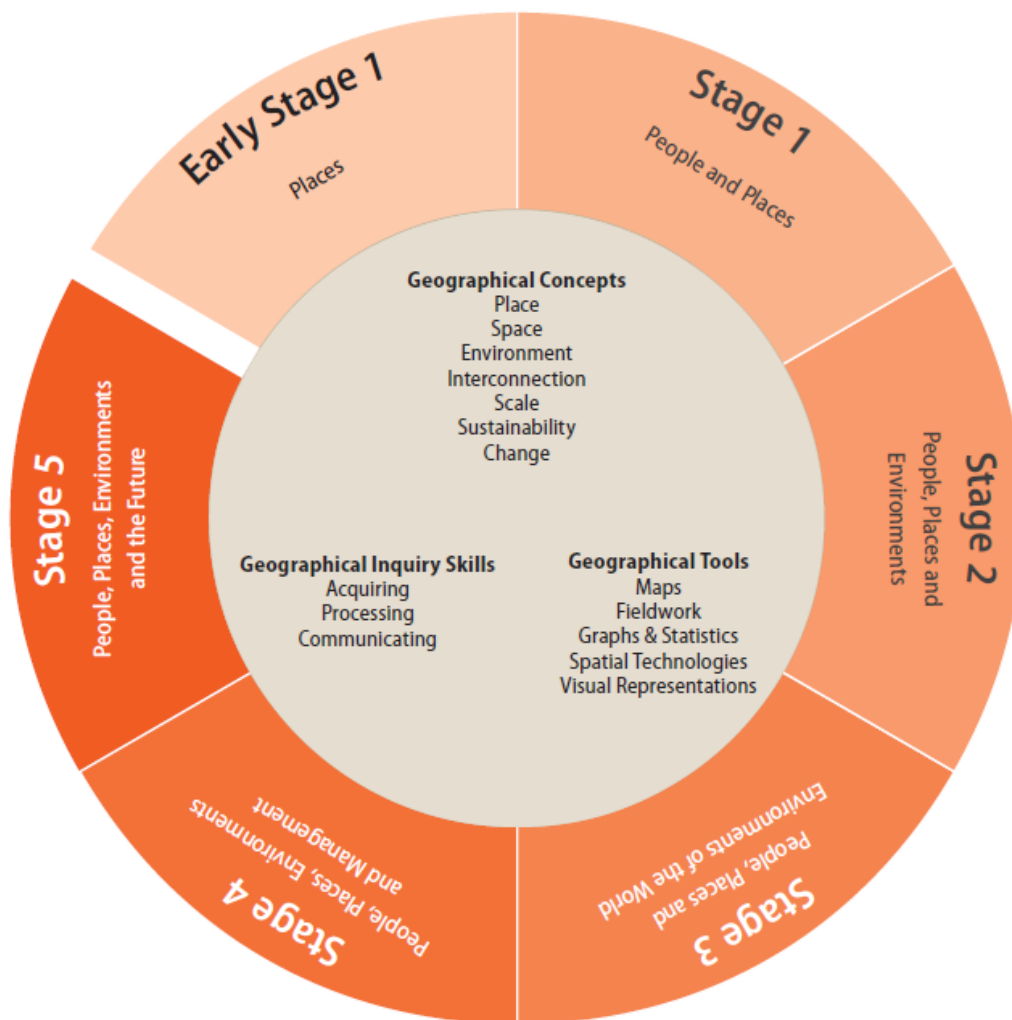 Early Stage 1
Places
Stage 1
People and Places
Stage 2
People, Places and
Environments
Stage 3
People, Places and
Environments of the World
Stage 4
People, Places, Environments
and Management
Stage 5
People, Places, Environments
and the Future
Geographical Concepts
Place
Space
Environment
Interconnection
Scale
Sustainability
Change
Geographical Inquiry Skills
Acquiring
Processing
Communicating
Geographical Tools
Maps
Fieldwork
Graphs & Statistics
Spatial Technologies
Visual Representations